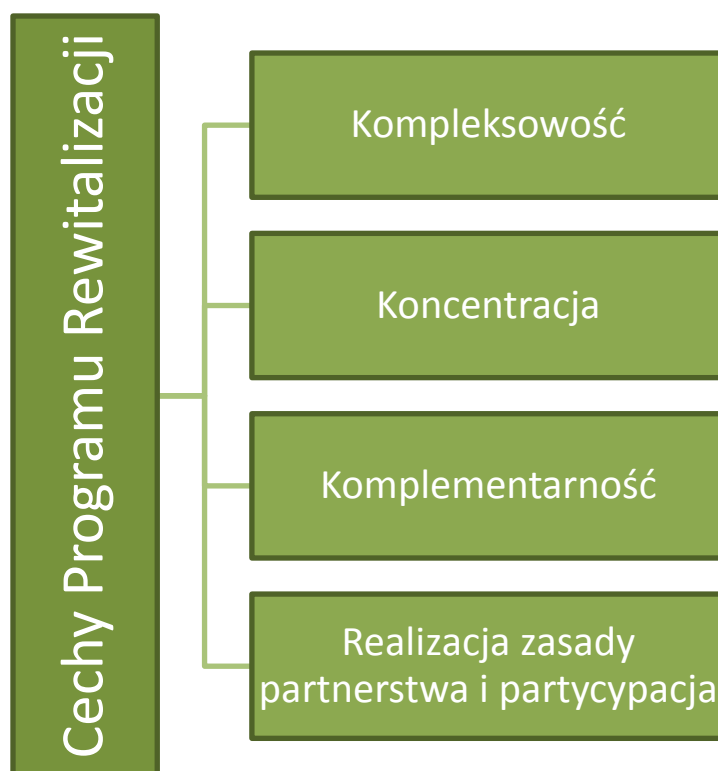 Cechy Programu Rewitalizacji
Kompleksowość
Koncentracja
Komplementarność
Realizacja zasady
partnerstwa i partycypacja